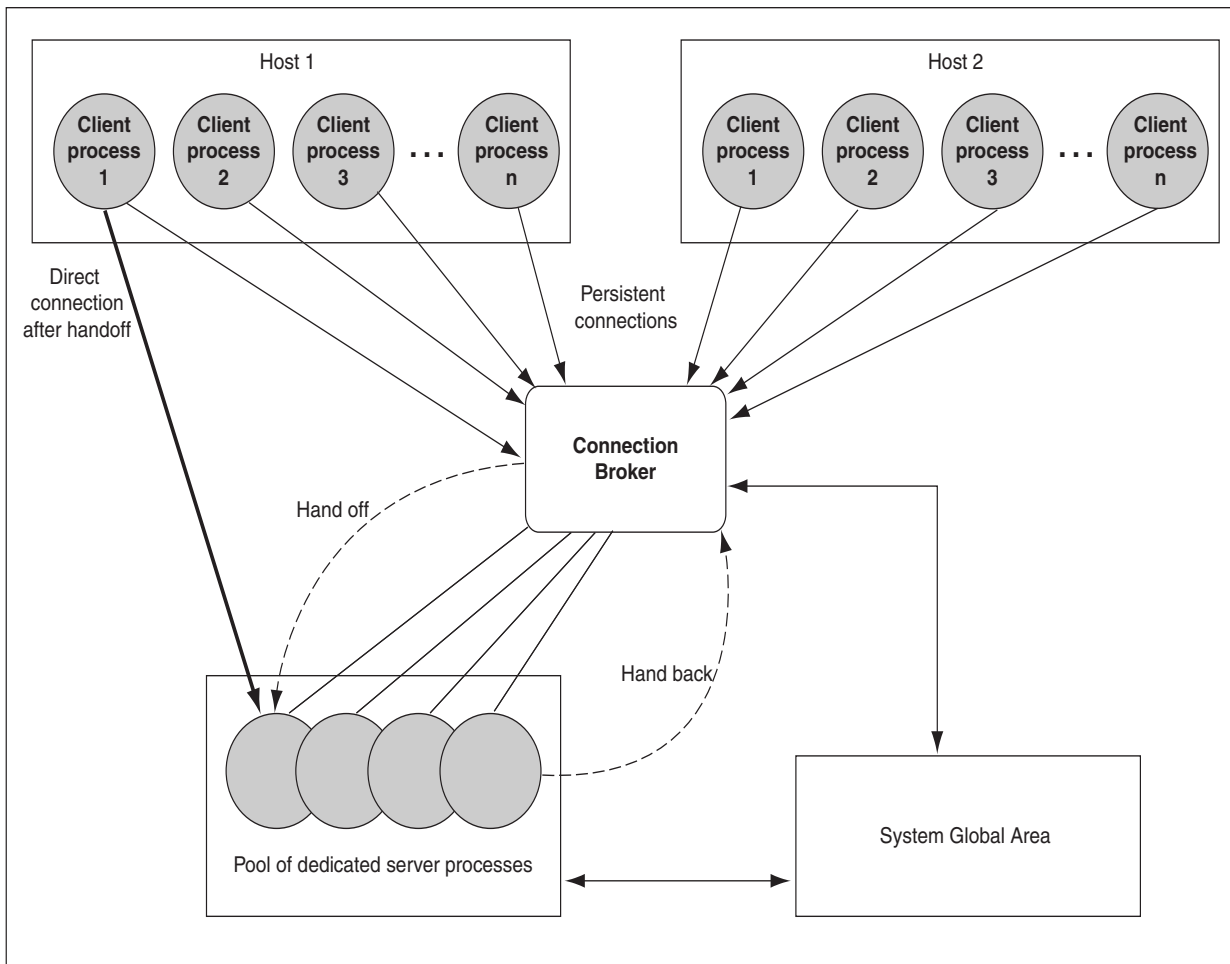 Host 1
Client
process
1
Client
process
2
Client
process
3
...
Client
process
n
Host 2
Client
process
1
Client
process
2
Client
process
3
...
Client
process
n
Direct
connection
after handoff
Persistent
connections
Connection
Broker
Hand off
Hand back
Pool of dedicated server processes
System Global Area